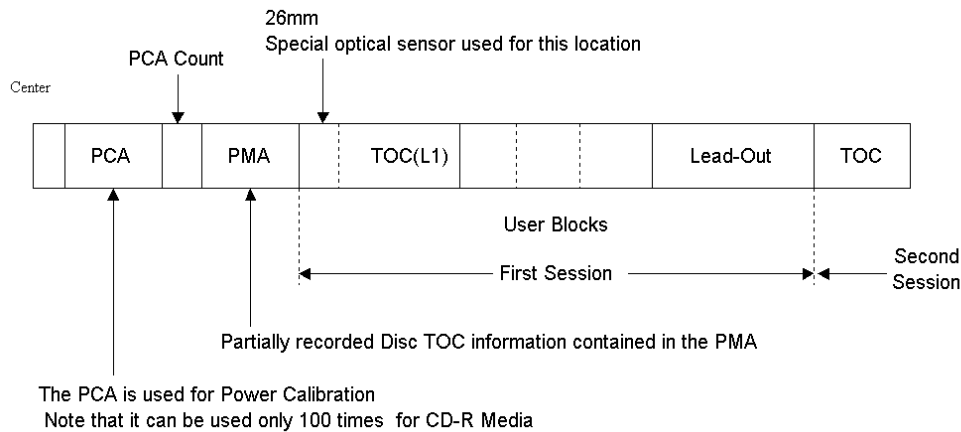 26mm
Special optical sensor used for this location
PCA Count
Center
PCA
PMA
TOC(L1)
Lead-Out
TOC
User Blocks
First Session
Second
Session
Partially recorded Disc TOC information contained in the PMA
The PCA is used for Power Calibration
Note that it can be used only 100 times for CD-R Media